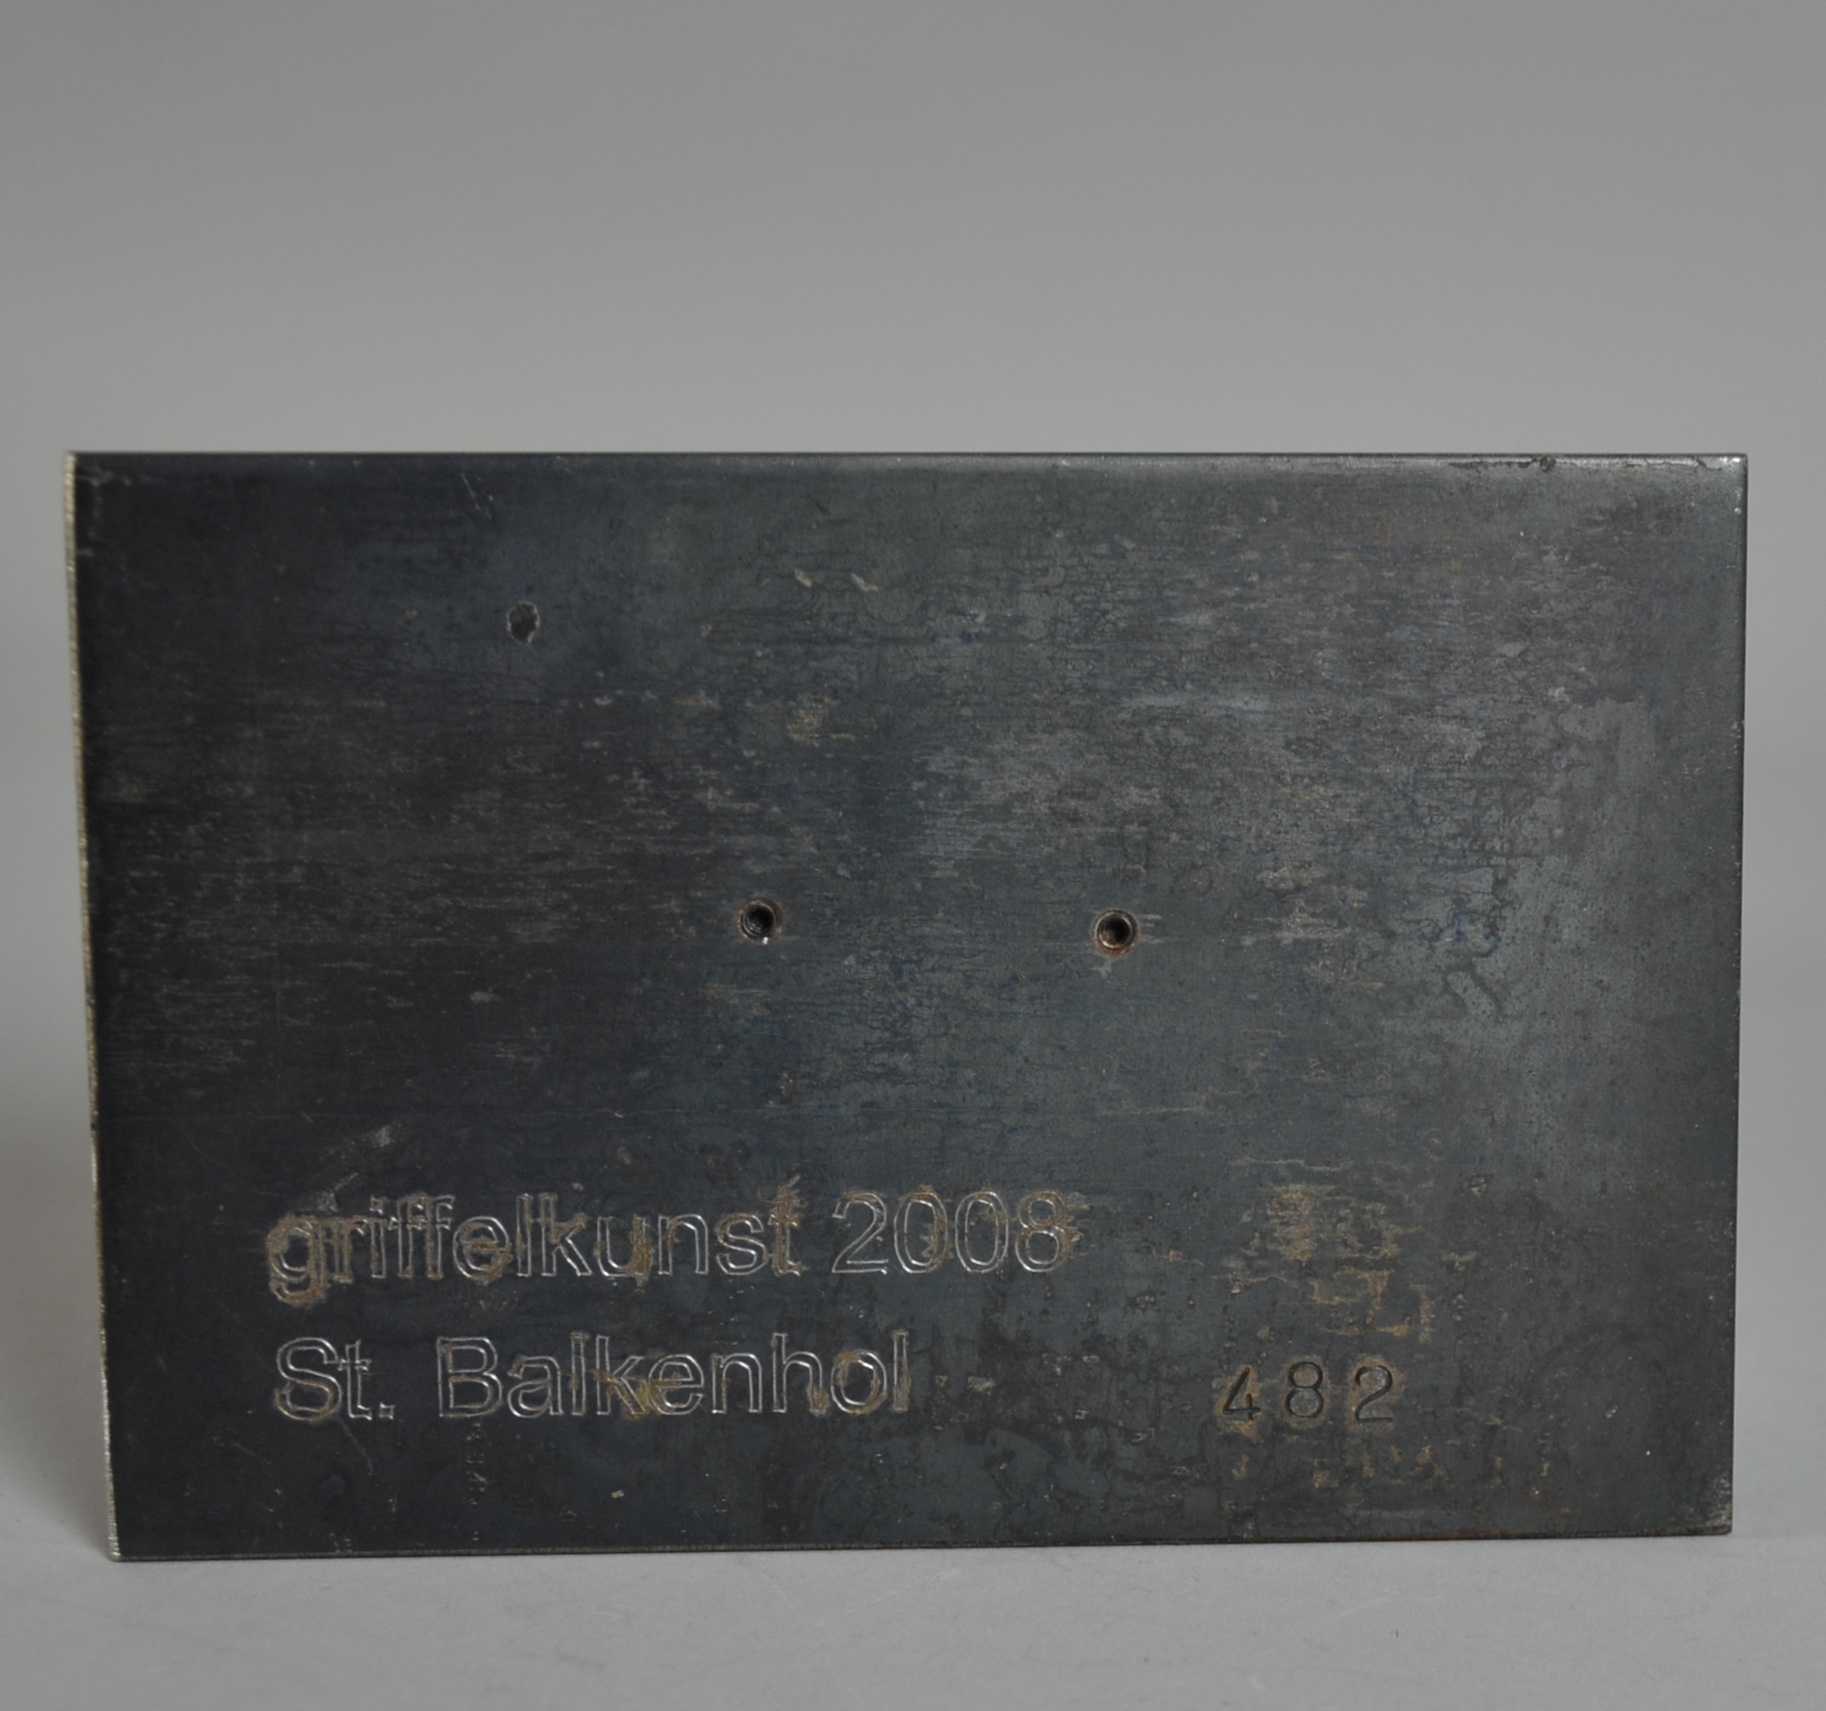 griffelkunst 2008
St. Balkenhol 482